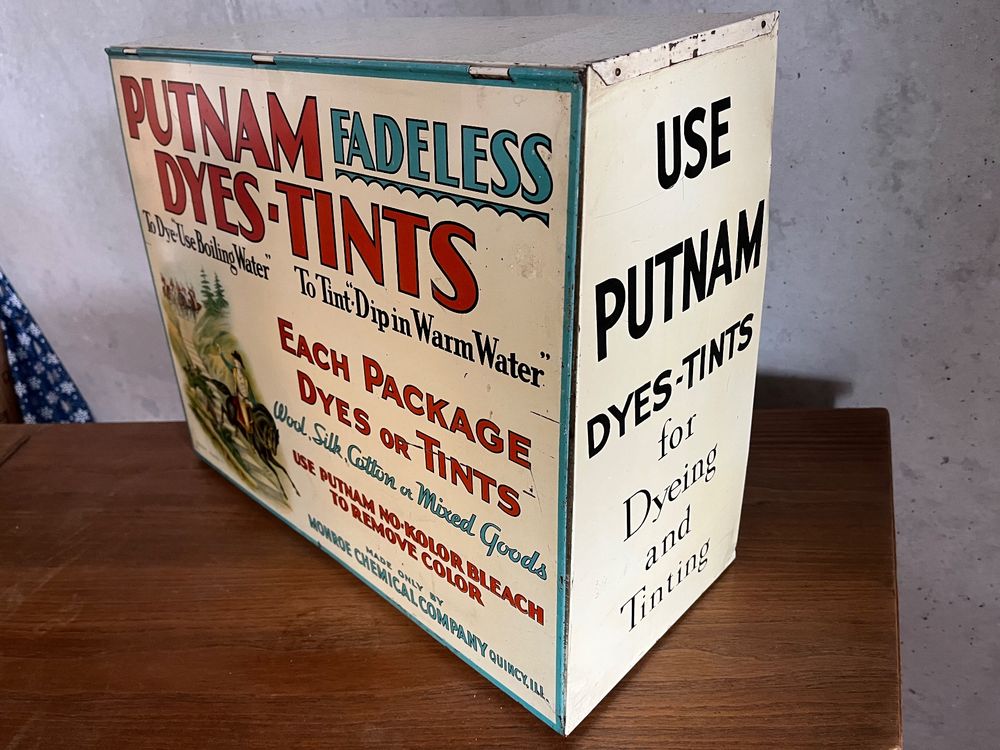 PUTNAM FADELESS
DYES-TINTS
To Dye-Use Boiling Water"
To Tint-"Dip in Warm Water"
EACH PACKAGE
DYES OR TINTS
Wool, Silk, Cotton or Mixed Goods
USE PUTNAM NO-KOLOR BLEACH
TO REMOVE COLOR
MADE ONLY BY
MONROE CHEMICAL COMPANY QUINCY, ILL.
USE
PUTNAM
DYES-TINTS
for
Dyeing
and
Tinting